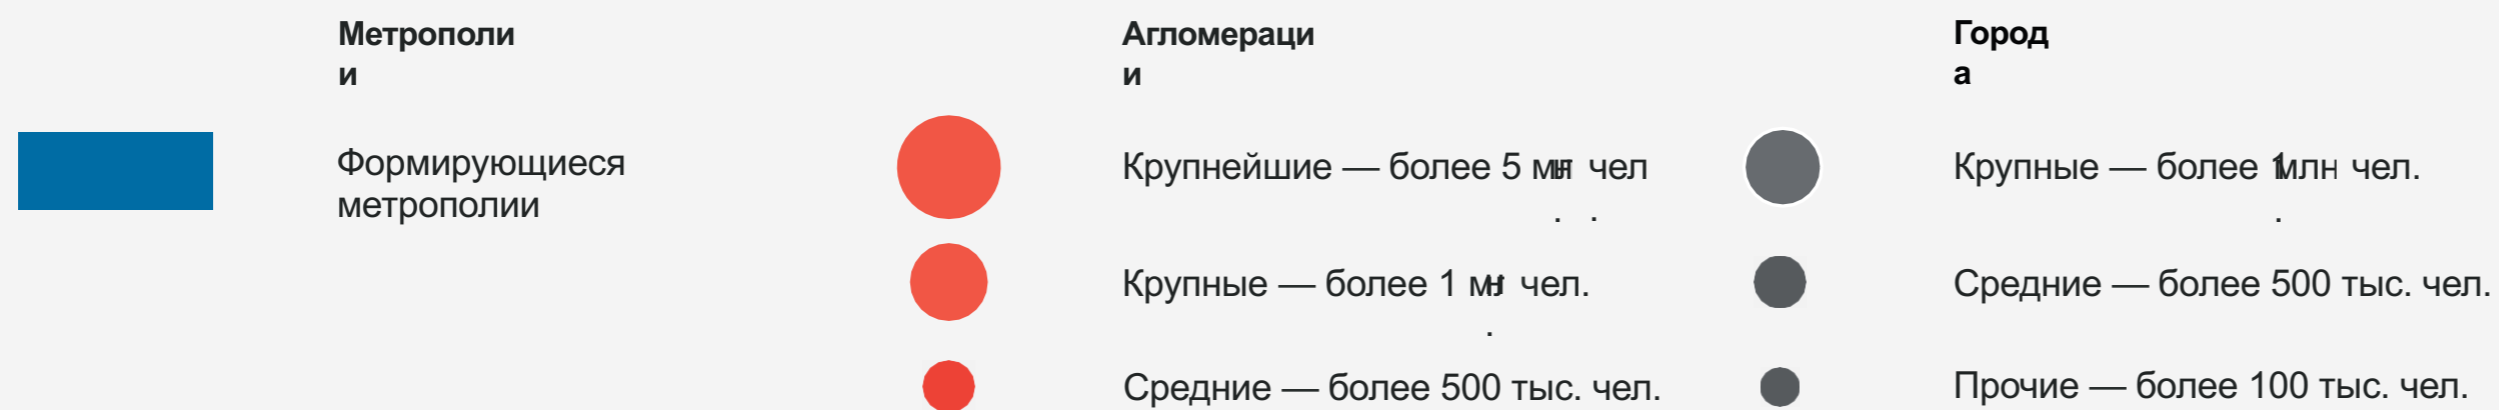 Метрополи
и
Формирующиеся
метрополии
Агломераци
и
Крупнейшие — более 5 млн чел
. .
Крупные — более 1 млн чел.
.
Средние — более 500 тыс. чел.
Город
а
Крупные — более 1 млн чел.
.
Средние — более 500 тыс. чел.
Прочие — более 100 тыс. чел.